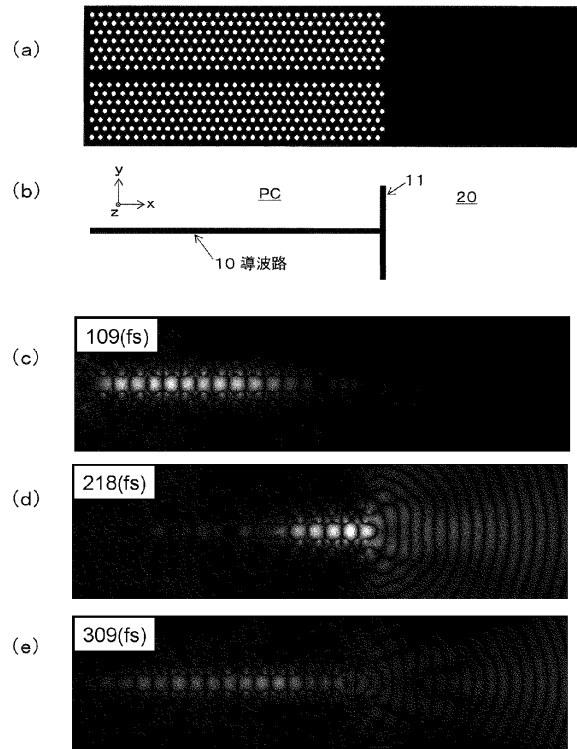 (a)
(b)
y
z
x
PC
11
20
10 導波路
(c)
109(fs)
(d)
218(fs)
(e)
309(fs)